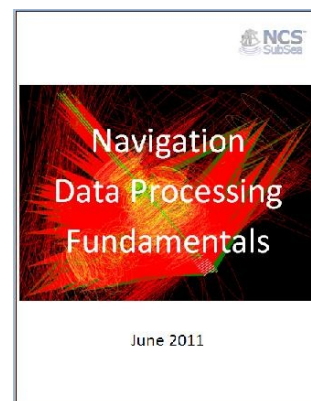 NCS
SubSea
Navigation
Data Processing
Fundamentals
June 2011